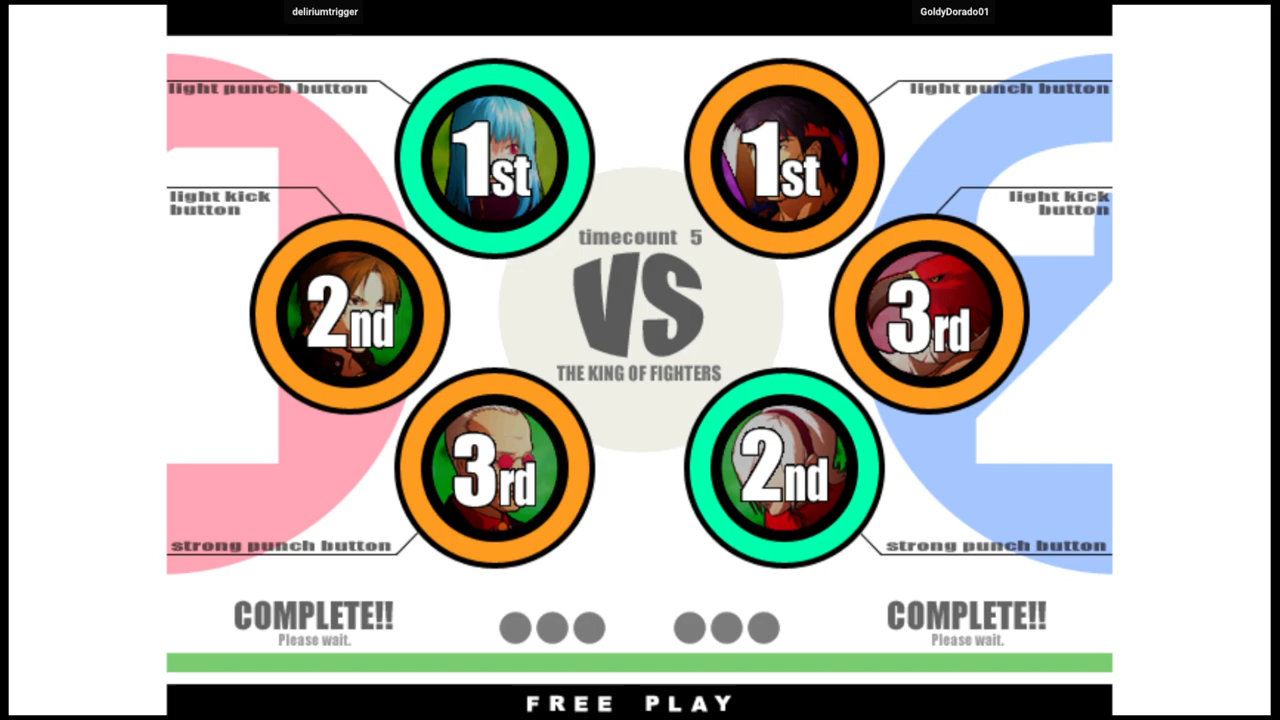 deliriumtrigger
GoldyDorado01
light punch button
light punch button
1st
1st
light kick
button
light kick
button
timecount 5
VS
THE KING OF FIGHTERS
2nd
3rd
3rd
2nd
strong punch button
strong punch button
COMPLETE!!
Please wait.
COMPLETE!!
Please wait.
FREE PLAY